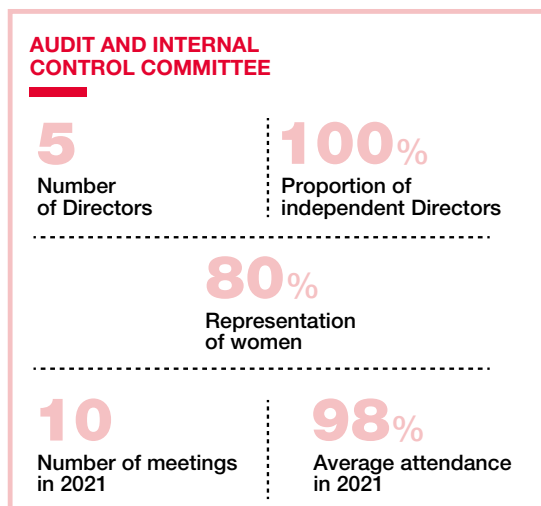 AUDIT AND INTERNAL
CONTROL COMMITTEE
5
Number
of Directors
100%
Proportion of
independent Directors
80%
Representation
of women
10
Number of meetings
in 2021
98%
Average attendance
in 2021